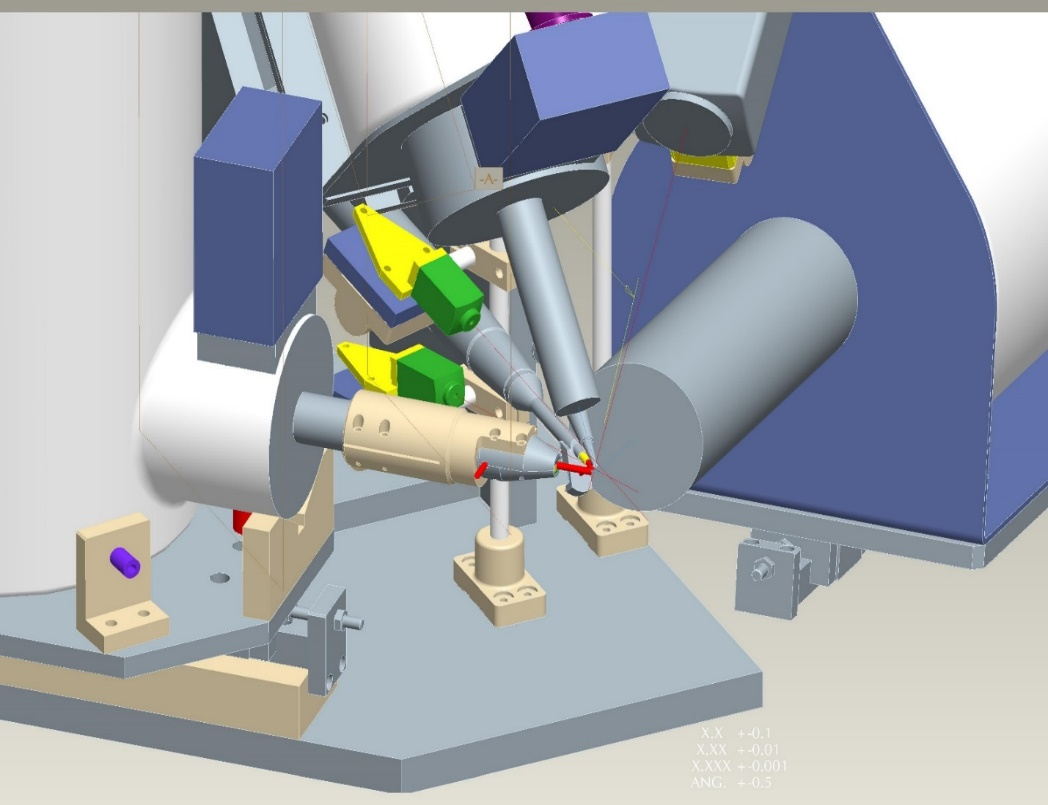 -A-
X.X +-0.1
X.XX +-0.01
X.XXX +-0.001
ANG. +-0.5